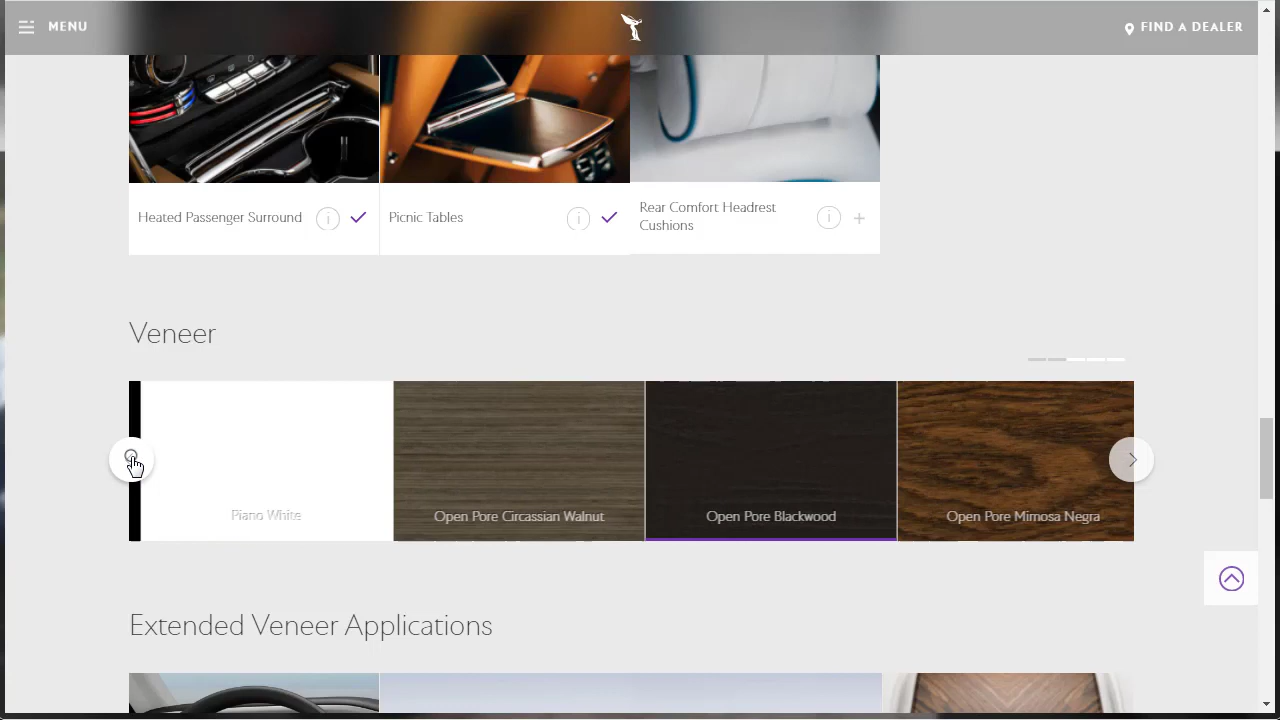 MENU
FIND A DEALER
Heated Passenger Surround
Picnic Tables
Rear Comfort Headrest
Cushions
Veneer
Piano White
Open Pore Circassian Walnut
Open Pore Blackwood
Open Pore Mimosa Negra
Extended Veneer Applications